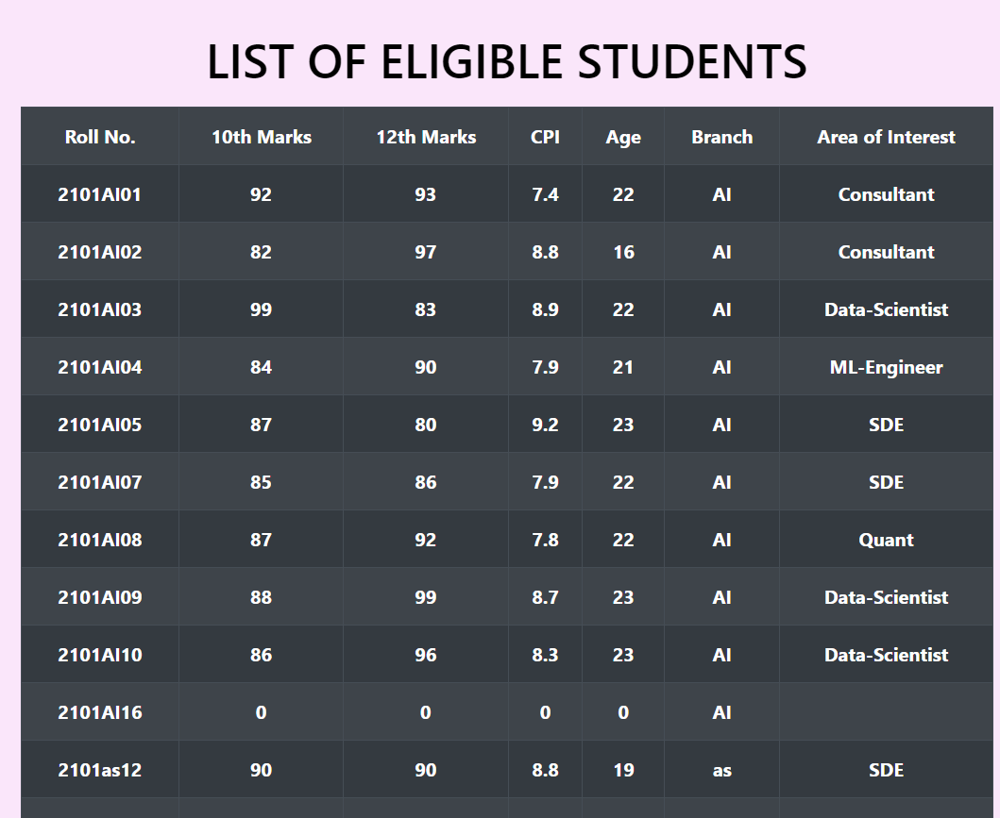 LIST OF ELIGIBLE STUDENTS
Roll No. 10th Marks 12th Marks CPI Age Branch Area of Interest
2101AI01 92 93 7.4 22 AI Consultant
2101AI02 82 97 8.8 16 AI Consultant
2101AI03 99 83 8.9 22 AI Data-Scientist
2101AI04 84 90 7.9 21 AI ML-Engineer
2101AI05 87 80 9.2 23 AI SDE
2101AI07 85 86 7.9 22 AI SDE
2101AI08 87 92 7.8 22 AI Quant
2101AI09 88 99 8.7 23 AI Data-Scientist
2101AI10 86 96 8.3 23 AI Data-Scientist
2101AI16 0 0 0 0 AI
2101as12 90 90 8.8 19 as SDE